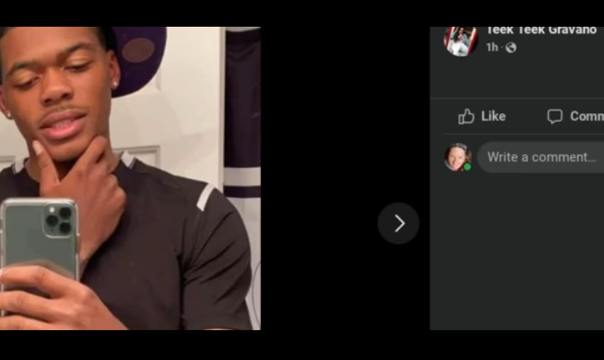 Teek Teek Gravano
1h
Like
Comm
Write a comment...